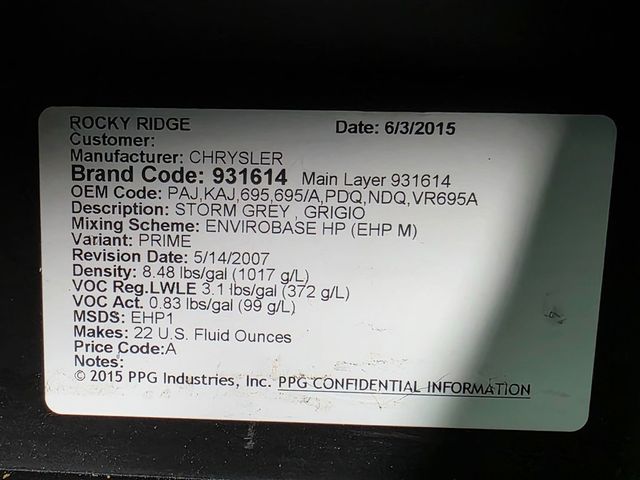 ROCKY RIDGE Date: 6/3/2015
Customer:
Manufacturer: CHRYSLER
Brand Code: 931614 Main Layer 931614
OEM Code: PAJ,KAJ,695,695/A,PDQ,NDQ,VR695A
Description: STORM GREY , GRIGIO
Mixing Scheme: ENVIROBASE HP (EHP M)
Variant: PRIME
Revision Date: 5/14/2007
Density: 8.48 lbs/gal (1017 g/L)
VOC Reg.LWLE 3.1 lbs/gal (372 g/L)
VOC Act. 0.83 lbs/gal (99 g/L)
MSDS: EHP1
Makes: 22 U.S. Fluid Ounces
Price Code:A
Notes:
© 2015 PPG Industries, Inc. PPG CONFIDENTIAL INFORMATION